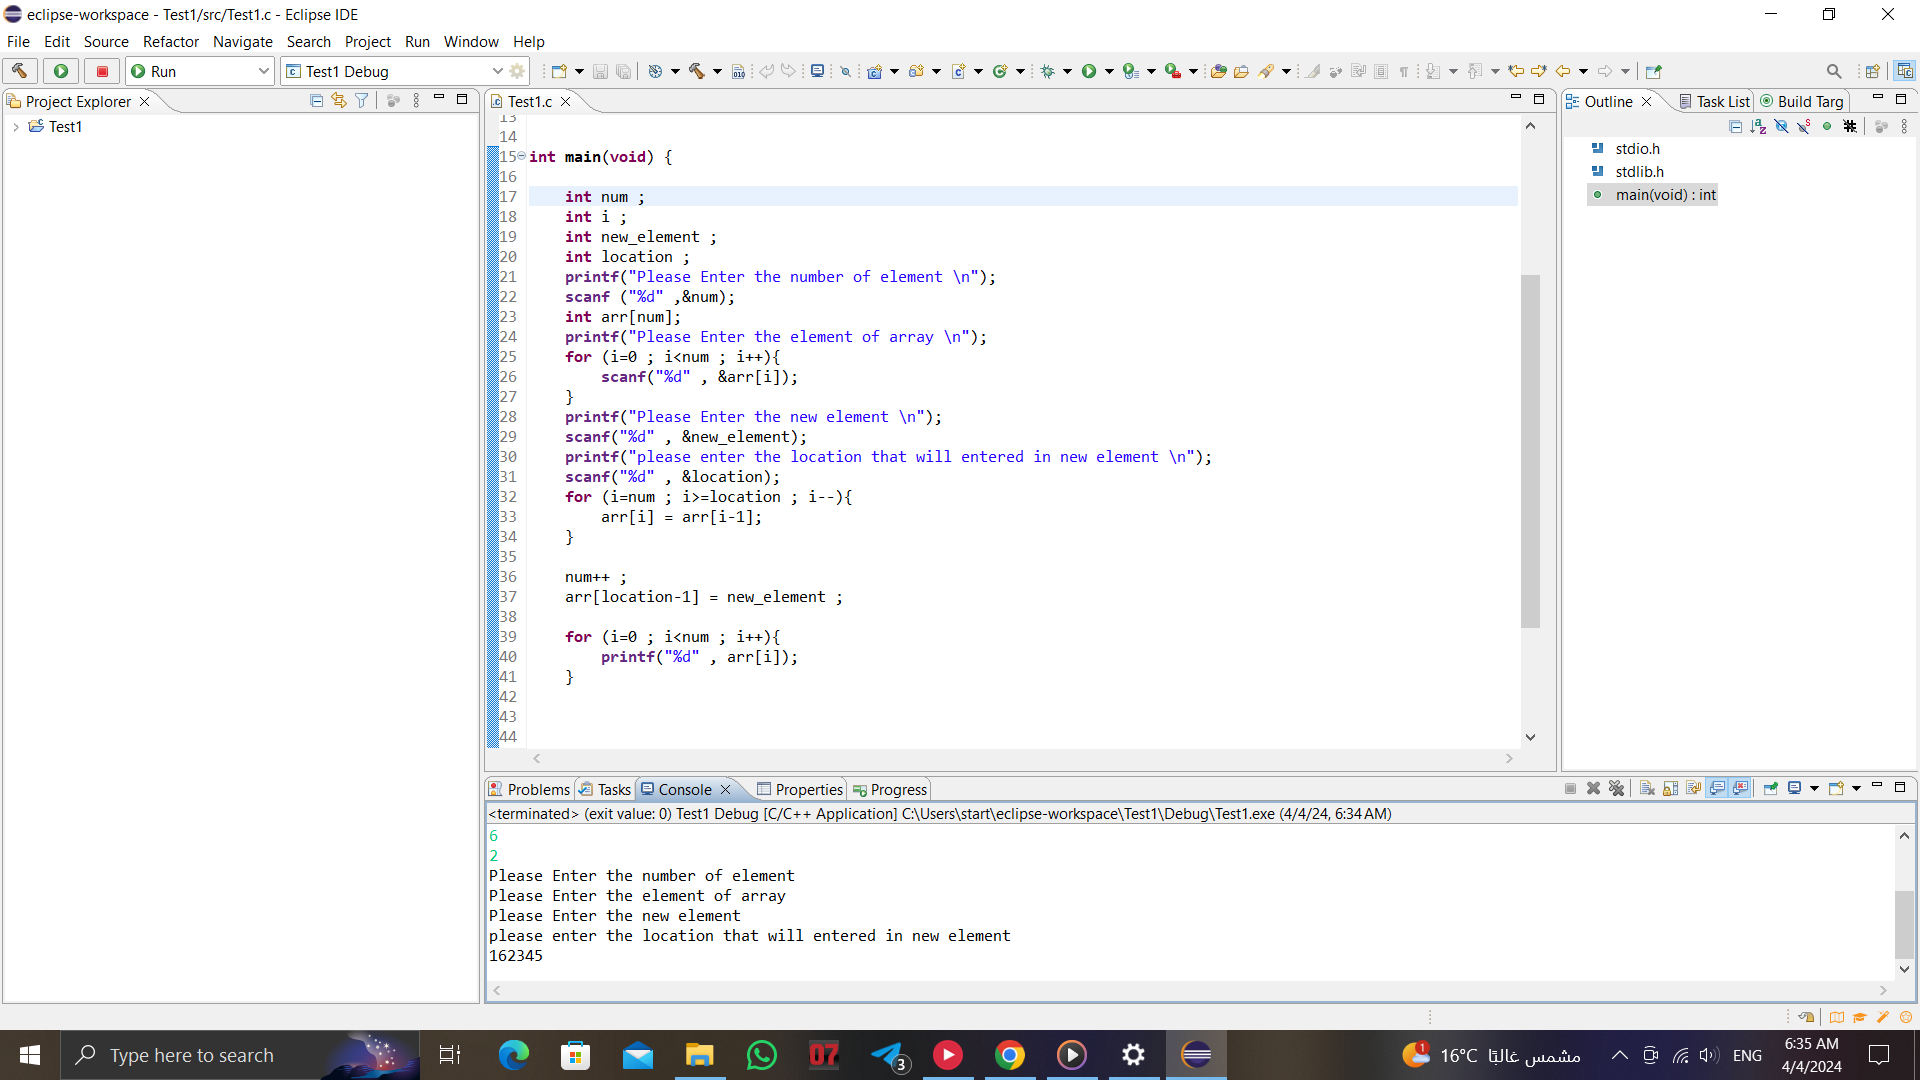 eclipse-workspace - Test1/src/Test1.c - Eclipse IDE
File Edit Source Refactor Navigate Search Project Run Window Help
Run
Test1 Debug
Project Explorer
Test1.c
Outline Task List Build Targ
Test1
stdio.h
stdlib.h
main(void) : int
13
14
15 int main(void) {
16
17 int num ;
18 int i ;
19 int new_element ;
20 int location ;
21 printf("Please Enter the number of element \n");
22 scanf ("%d" ,&num);
23 int arr[num];
24 printf("Please Enter the element of array \n");
25 for (i=0 ; i<num ; i++){
26 scanf("%d" , &arr[i]);
27 }
28 printf("Please Enter the new element \n");
29 scanf("%d" , &new_element);
30 printf("please enter the location that will entered in new element \n");
31 scanf("%d" , &location);
32 for (i=num ; i>=location ; i--){
33 arr[i] = arr[i-1];
34 }
35
36 num++ ;
37 arr[location-1] = new_element ;
38
39 for (i=0 ; i<num ; i++){
40 printf("%d" , arr[i]);
41 }
42
43
44
Problems Tasks Console Properties Progress
<terminated> (exit value: 0) Test1 Debug [C/C++ Application] C:\Users\start\eclipse-workspace\Test1\Debug\Test1.exe (4/4/24, 6:34 AM)
6
2
Please Enter the number of element
Please Enter the element of array
Please Enter the new element
please enter the location that will entered in new element
162345
Type here to search
07
3
1
16°C مشمس غالبًا
ENG
6:35 AM
4/4/2024